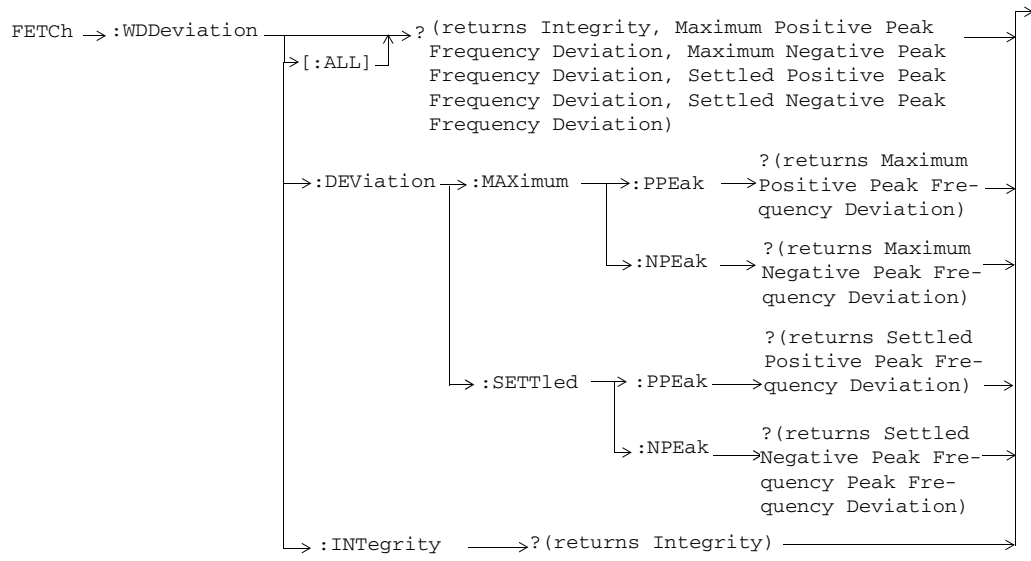 FETCh :WDDeviation ? (returns Integrity, Maximum Positive Peak
Frequency Deviation, Maximum Negative Peak
[:ALL]
Frequency Deviation, Settled Positive Peak
Frequency Deviation, Settled Negative Peak
Frequency Deviation)
?(returns Maximum
:DEViation :MAXimum :PPEak Positive Peak Fre-
quency Deviation)
?(returns Maximum
:NPEak Negative Peak Fre-
quency Deviation)
?(returns Settled
Positive Peak Fre-
:SETTled :PPEak quency Deviation)
?(returns Settled
:NPEak Negative Peak Fre-
quency Peak Fre-
quency Deviation)
:INTegrity ?(returns Integrity)